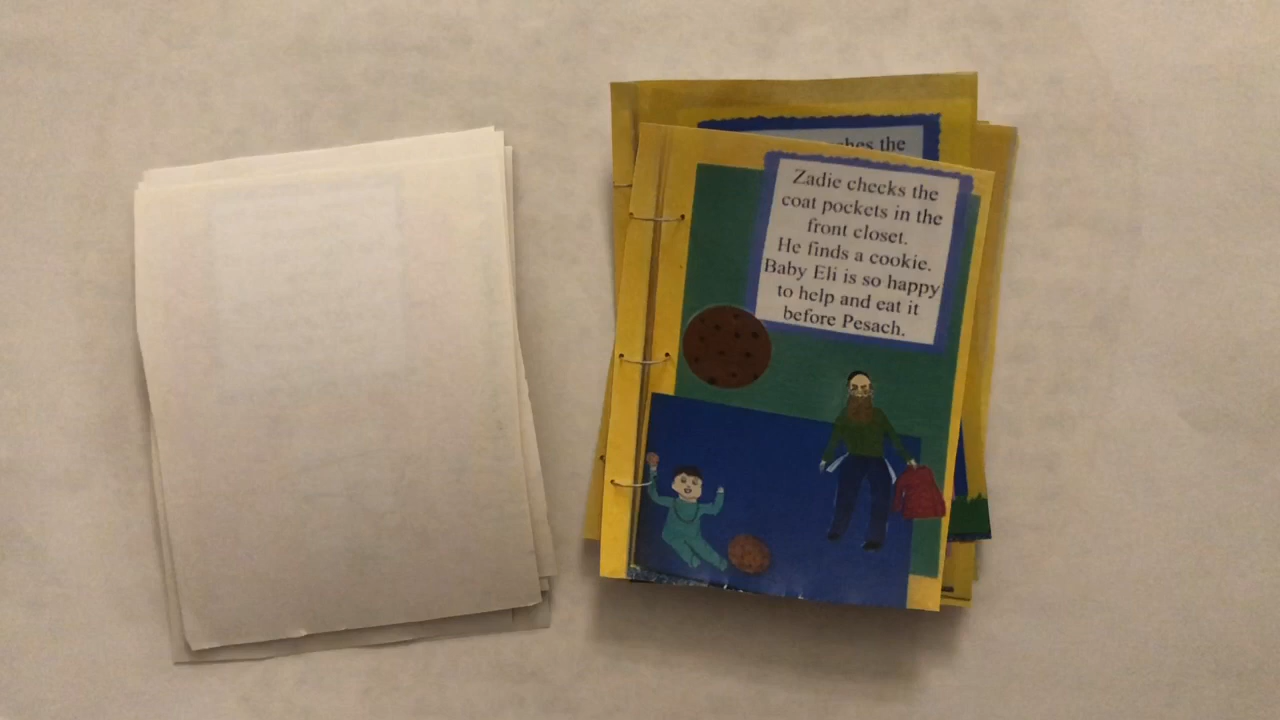 the
Zadie checks the
coat pockets in the
front closet.
He finds a cookie.
Baby Eli is so happy
to help and eat it
before Pesach.